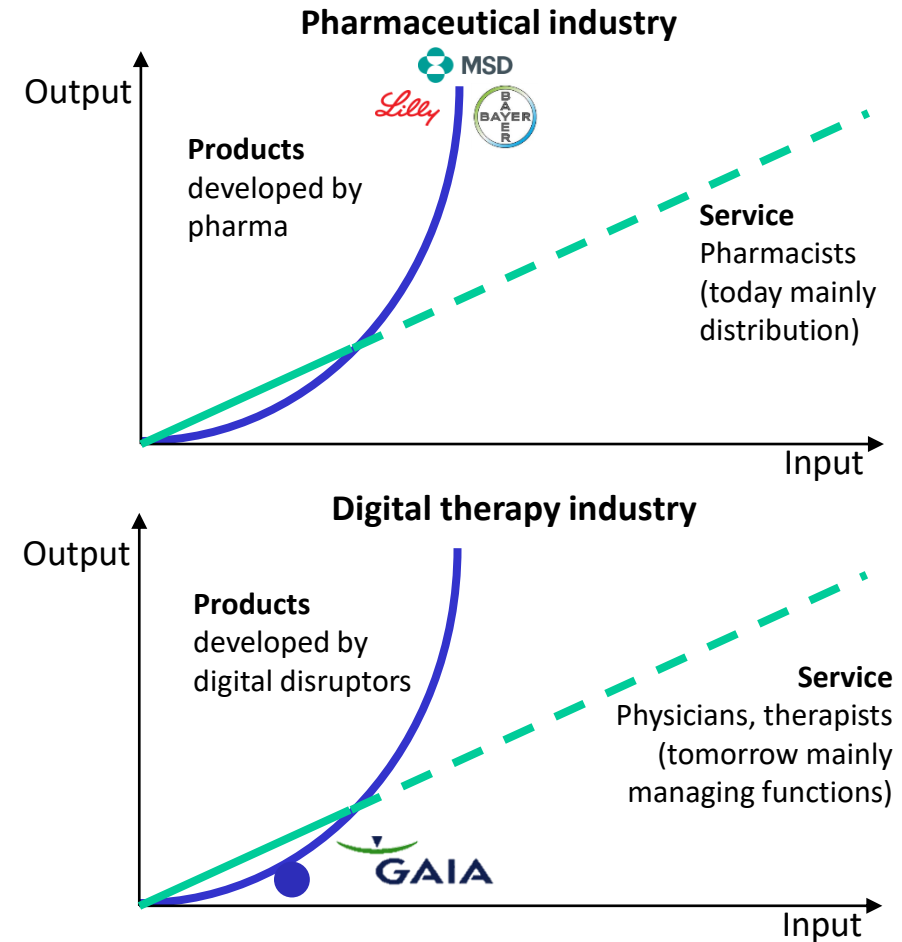 Pharmaceutical industry
Output
MSD
Lilly
BAYER
BAYER
Products
developed by
pharma
Service
Pharmacists
(today mainly
distribution)
Input
Digital therapy industry
Output
Products
developed by
digital disruptors
Service
Physicians, therapists
(tomorrow mainly
managing functions)
GAIA
Input